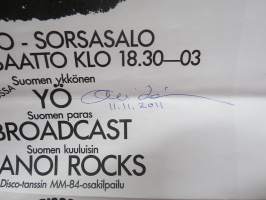 O - SORSASALO
SAATTO KLO 18.30—03
Suomen ykkönen
YÖ
11.11.2011
Suomen paras
BROADCAST
Suomen kuuluisin
ANOI ROCKS
Disco-tanssin MM-84-osakilpailu